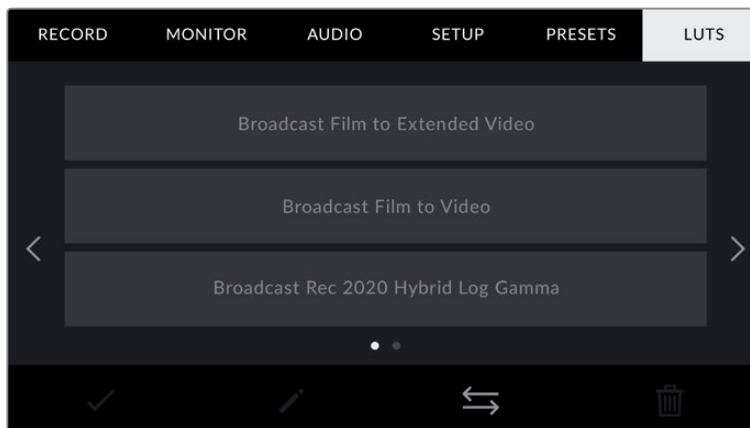 RECORD MONITOR AUDIO SETUP PRESETS LUTS
Broadcast Film to Extended Video
Broadcast Film to Video
Broadcast Rec 2020 Hybrid Log Gamma